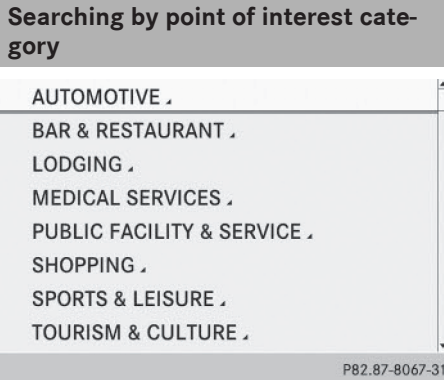 Searching by point of interest cate-
gory
AUTOMOTIVE
BAR & RESTAURANT
LODGING
MEDICAL SERVICES
PUBLIC FACILITY & SERVICE
SHOPPING
SPORTS & LEISURE
TOURISM & CULTURE
P82.87-8067-31